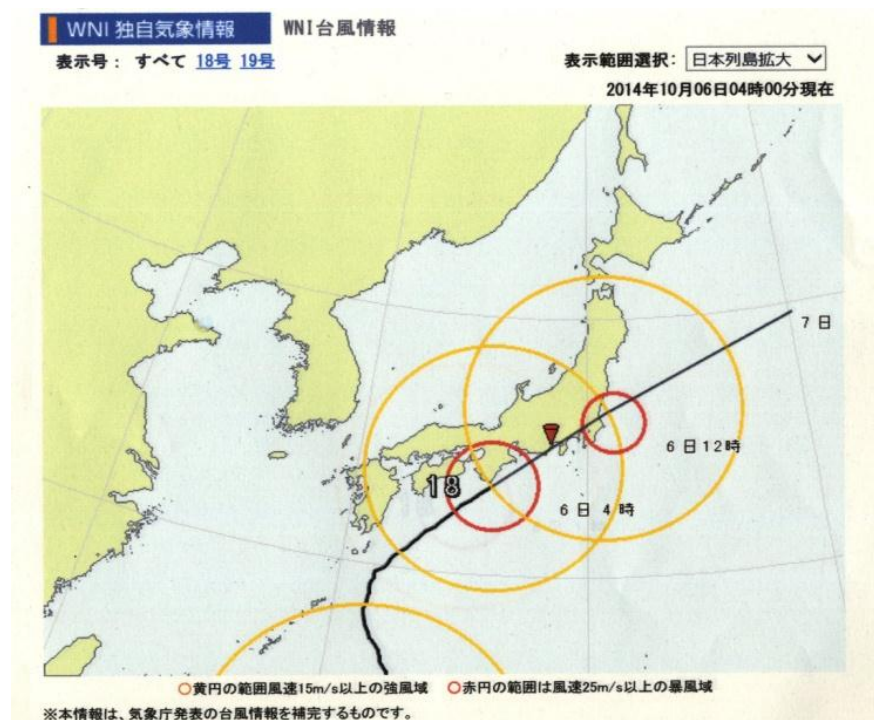 WNI 独自気象情報 WNI台風情報
表示号： すべて 18号 19号
表示範囲選択： 日本列島拡大
2014年10月06日04時00分現在
7日
6日12時
18
6日 4時
○黄円の範囲風速15m/s以上の強風域 ○赤円の範囲は風速25m/s以上の暴風域
※本情報は、気象庁発表の台風情報を補完するものです。